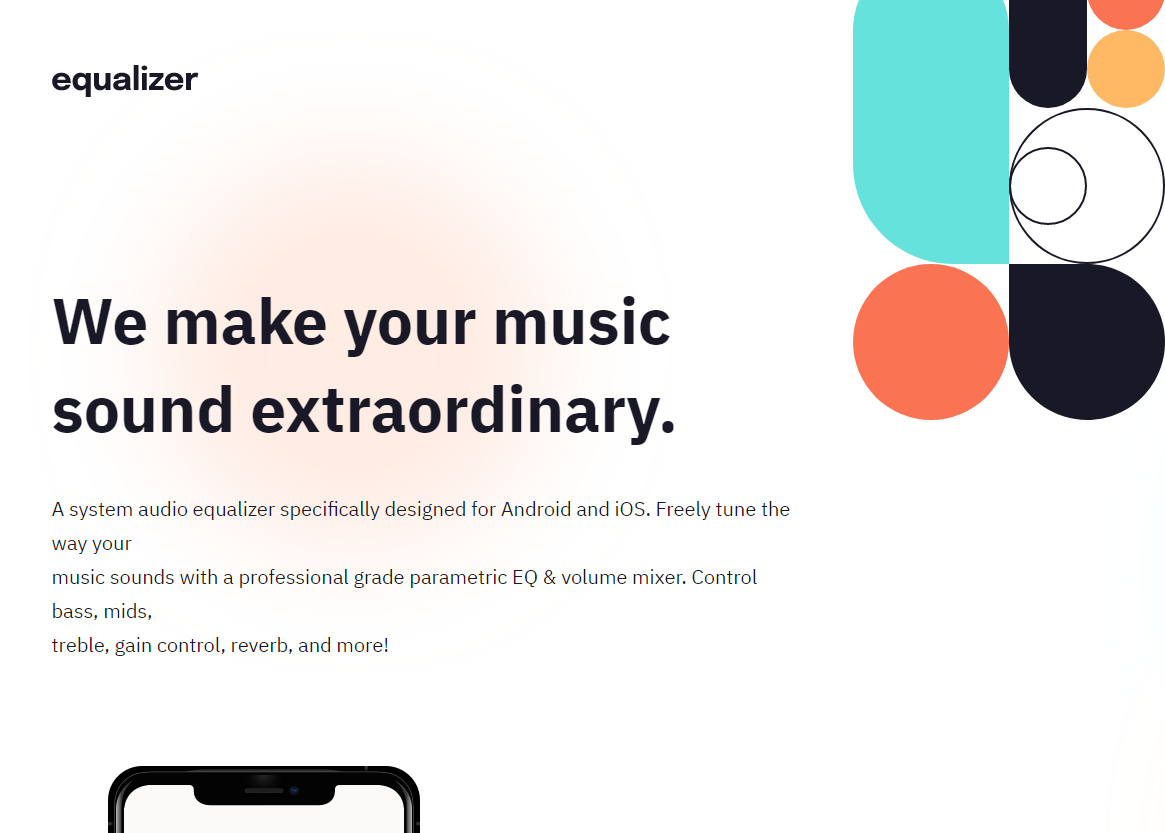 equalizer
We make your music
sound extraordinary.
A system audio equalizer specifically designed for Android and iOS. Freely tune the
way your
music sounds with a professional grade parametric EQ & volume mixer. Control
bass, mids,
treble, gain control, reverb, and more!